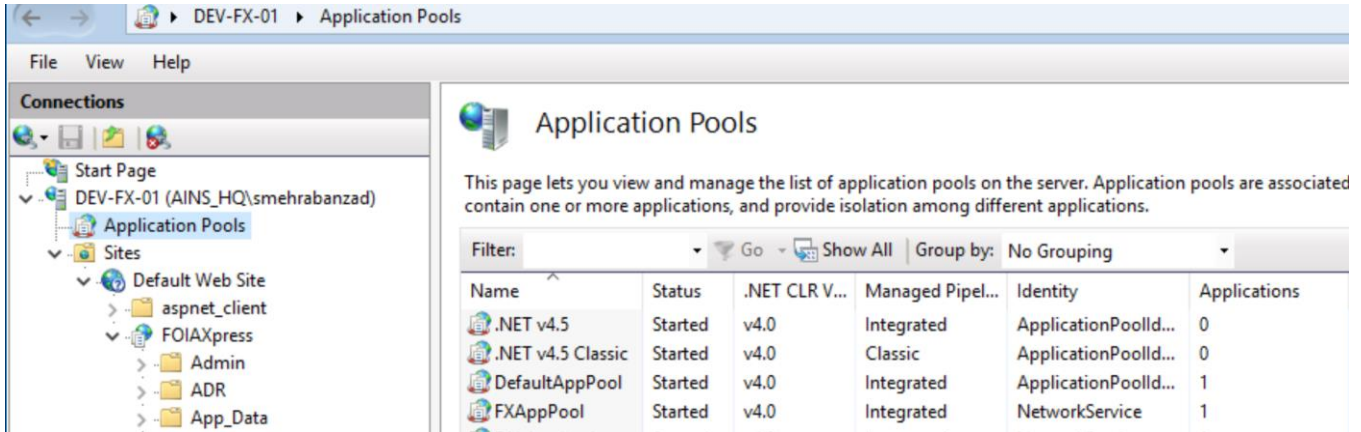 DEV-FX-01 Application Pools
File View Help
Connections
Start Page
DEV-FX-01 (AINS_HQ\smehrabanzad)
Application Pools
Sites
Default Web Site
aspnet_client
FOIAXpress
Admin
ADR
App_Data
Application Pools
This page lets you view and manage the list of application pools on the server. Application pools are associated
contain one or more applications, and provide isolation among different applications.
Filter: Go Show All Group by: No Grouping
Name Status .NET CLR V... Managed Pipel... Identity Applications
.NET v4.5 Started v4.0 Integrated ApplicationPoolId... 0
.NET v4.5 Classic Started v4.0 Classic ApplicationPoolId... 0
DefaultAppPool Started v4.0 Integrated ApplicationPoolId... 1
FXAppPool Started v4.0 Integrated NetworkService 1